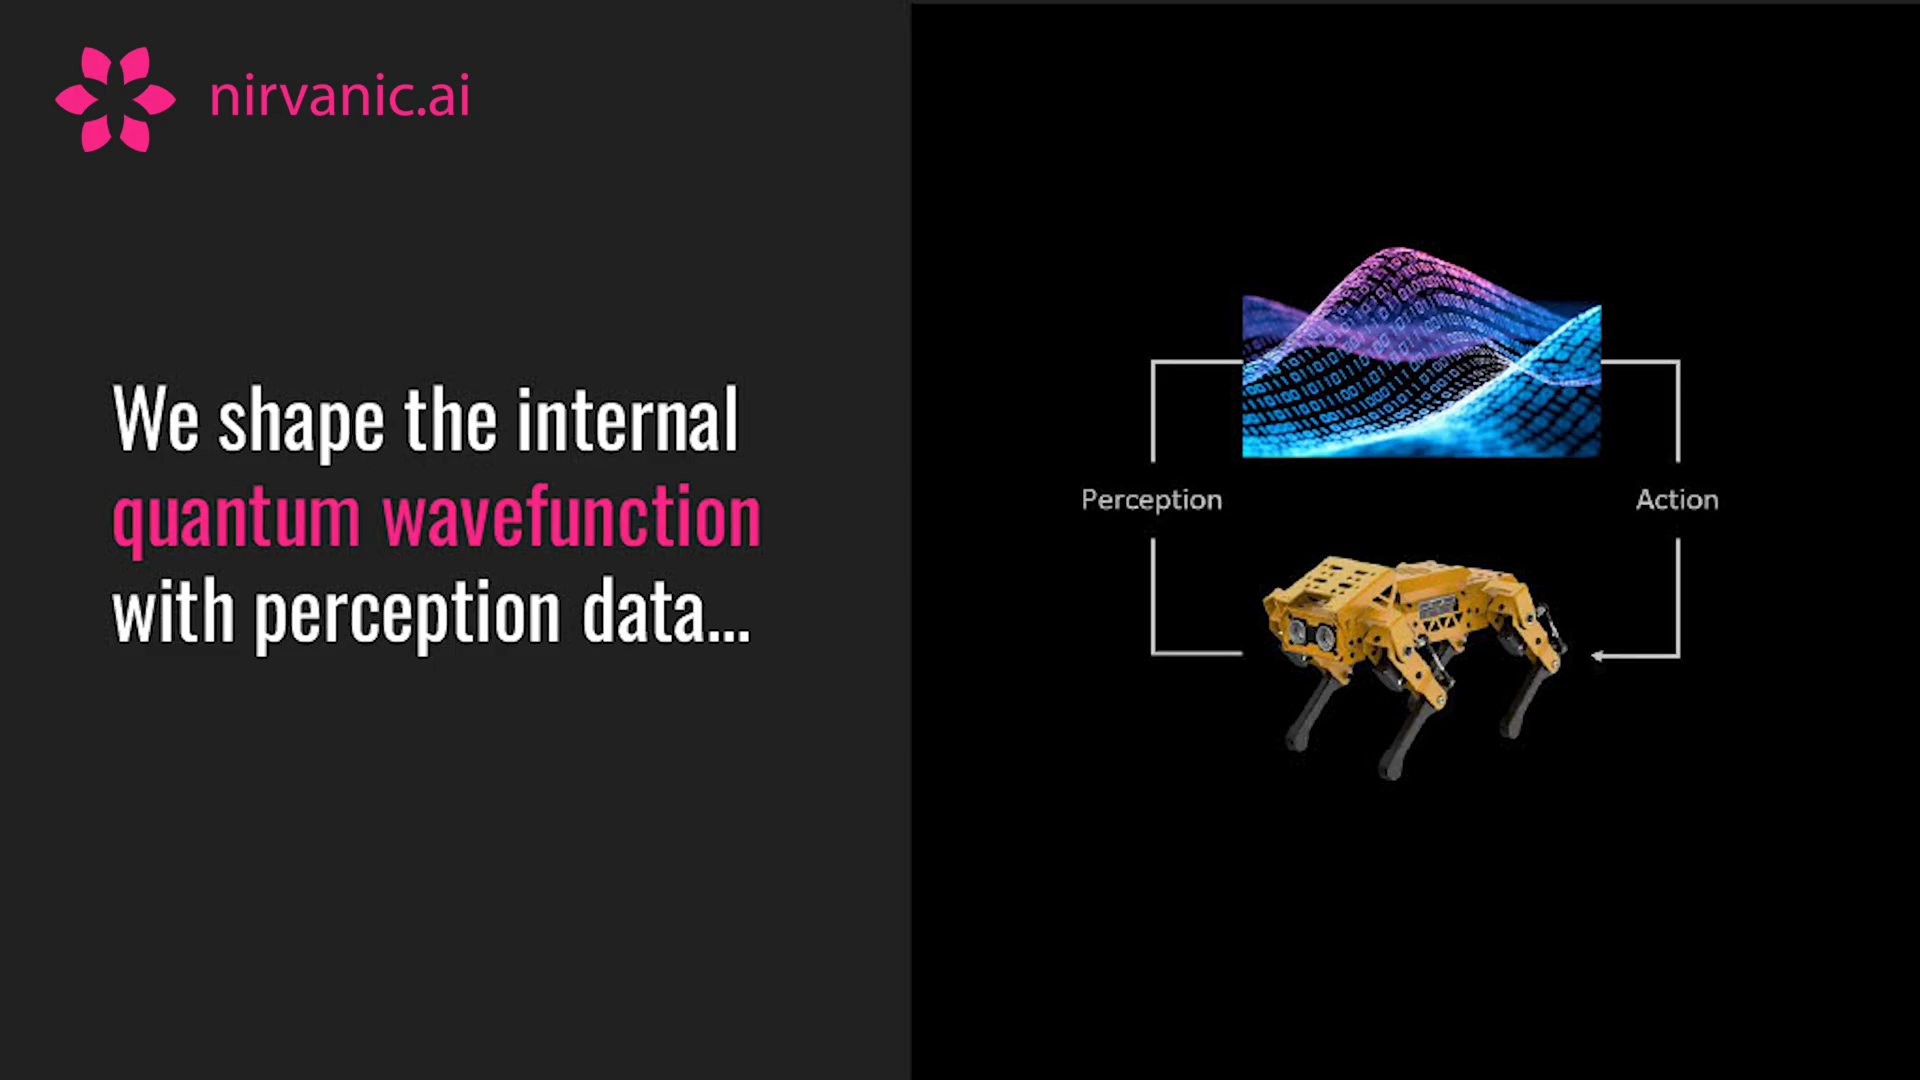 nirvanic.ai
We shape the internal
quantum wavefunction
with perception data...
Perception
Action